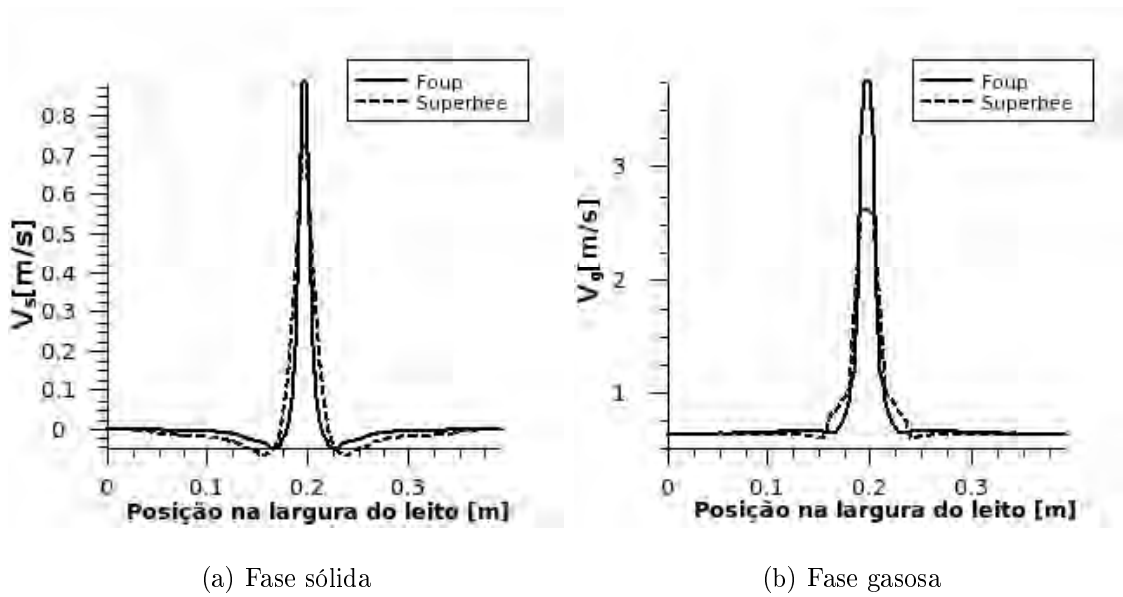 Foup
Superbee
0.8
0.7
0.6
0.5
0.4
0.3
0.2
0.1
0
V_s[m/s]
0 0.1 0.2 0.3
Posição na largura do leito [m]
(a) Fase sólida
Foup
Superbee
3
2
1
V_g[m/s]
0 0.1 0.2 0.3
Posição na largura do leito [m]
(b) Fase gasosa